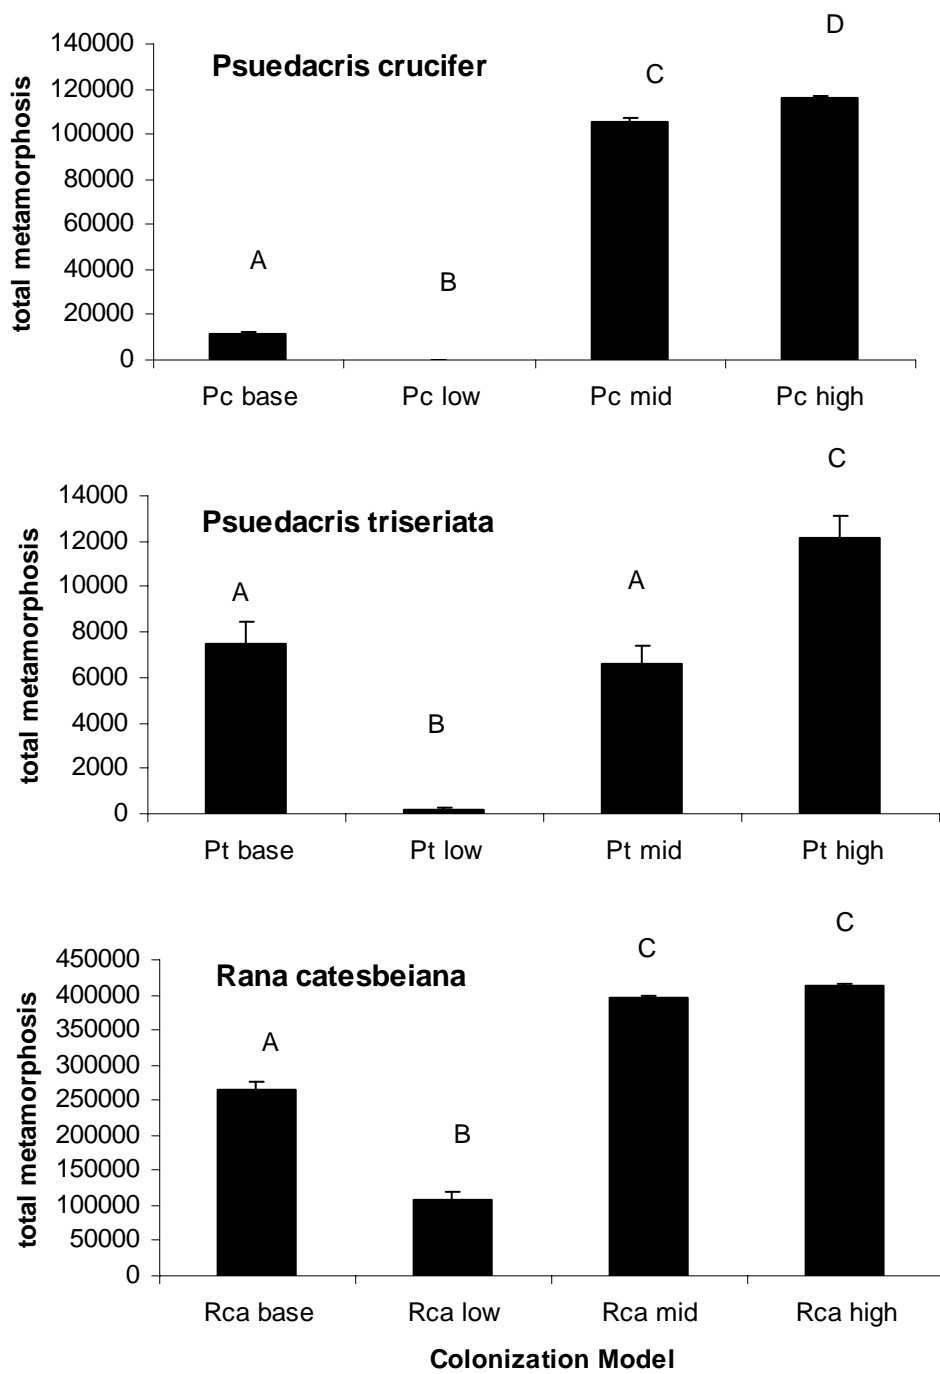 D
140000
Psuedacris crucifer
C
120000
100000
80000
60000
A
40000
B
20000
0
total metamorphosis
Pc base Pc low Pc mid Pc high
C
14000
Psuedacris triseriata
12000
A
A
10000
8000
6000
B
4000
2000
0
total metamorphosis
Pt base Pt low Pt mid Pt high
C
C
450000
Rana catesbeiana
400000
350000
A
300000
250000
B
200000
150000
100000
50000
0
total metamorphosis
Rca base Rca low Rca mid Rca high
Colonization Model